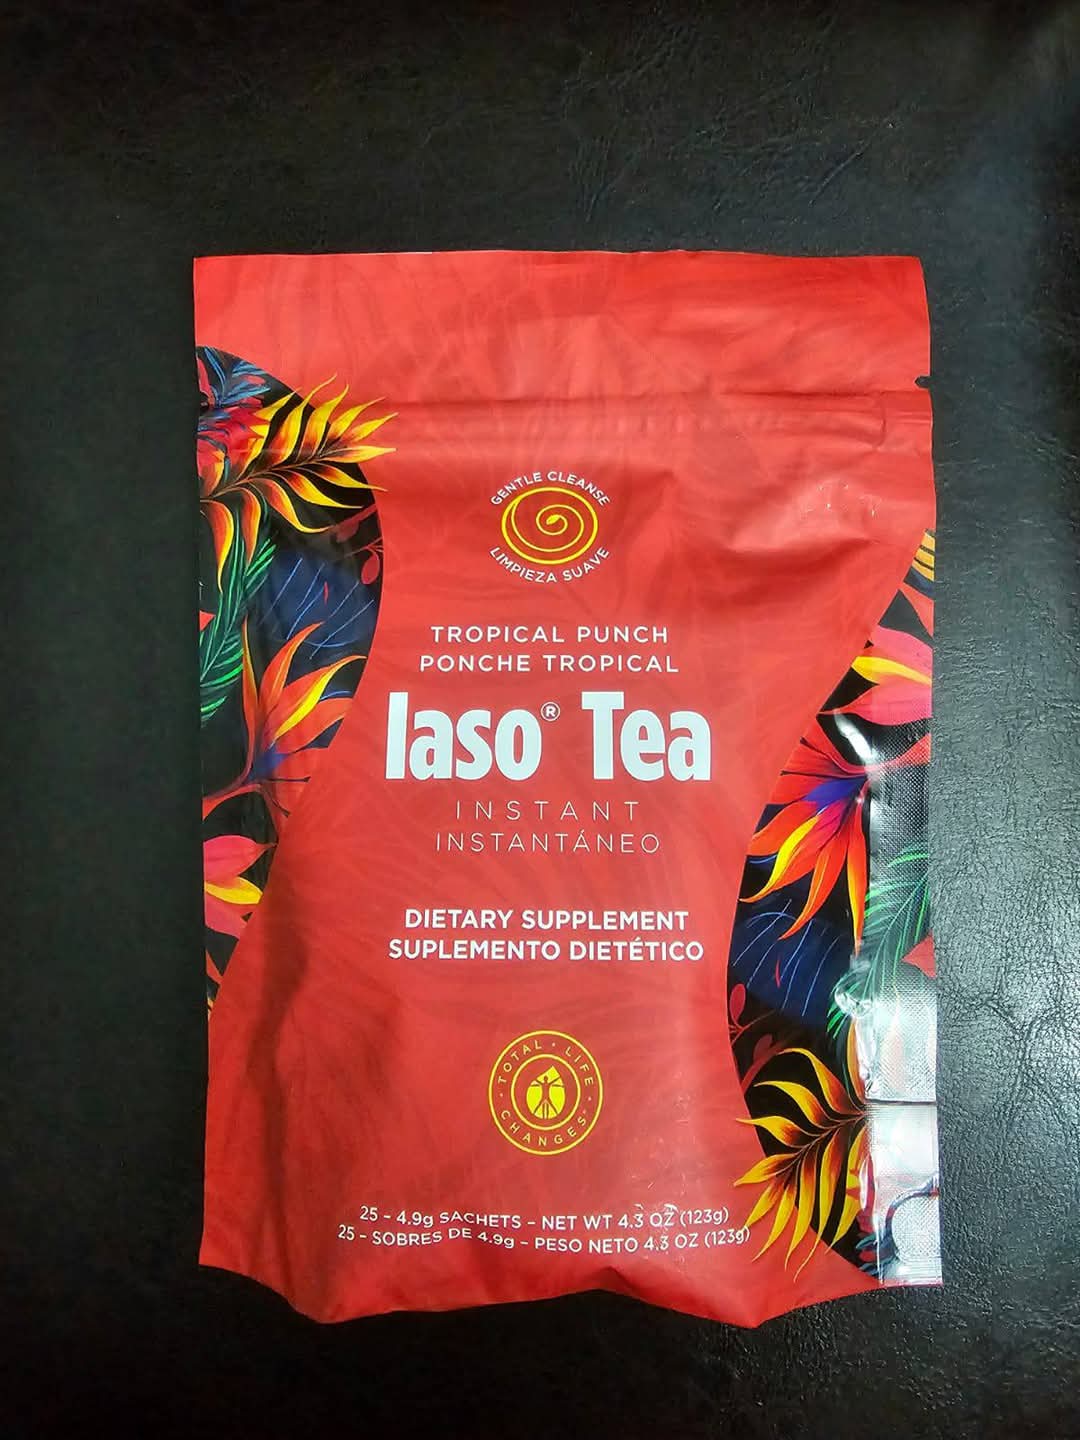 GENTLE CLEANSE
LIMPIEZA SUAVE
TROPICAL PUNCH
PONCHE TROPICAL
Iaso® Tea
INSTANT
INSTANTÁNEO
DIETARY SUPPLEMENT
SUPLEMENTO DIETÉTICO
TOTAL • LIFE • CHANGES •
25 - 4.9g SACHETS - NET WT 4.3 OZ (123g)
25 - SOBRES DE 4.9g - PESO NETO 4.3 OZ (123g)